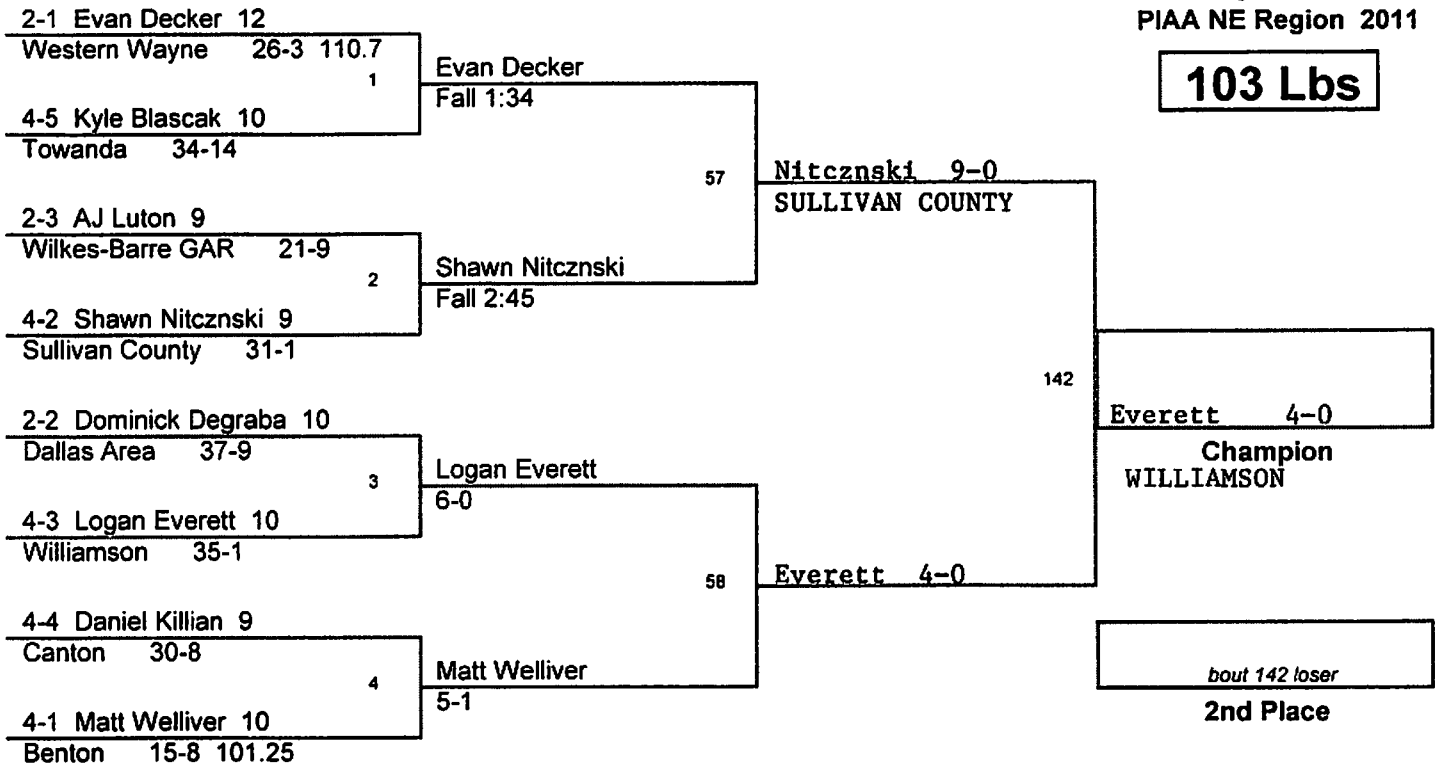 PIAA NE Region 2011
103 Lbs
2-1 Evan Decker 12
Western Wayne 26-3 110.7
1
Evan Decker
Fall 1:34
4-5 Kyle Blascak 10
Towanda 34-14
57
Nitcznski 9-0
SULLIVAN COUNTY
2-3 AJ Luton 9
Wilkes-Barre GAR 21-9
2
Shawn Nitcznski
Fall 2:45
4-2 Shawn Nitcznski 9
Sullivan County 31-1
142
Everett 4-0
Champion
WILLIAMSON
2-2 Dominick Degraba 10
Dallas Area 37-9
3
Logan Everett
6-0
4-3 Logan Everett 10
Williamson 35-1
58
Everett 4-0
4-4 Daniel Killian 9
Canton 30-8
4
Matt Welliver
5-1
4-1 Matt Welliver 10
Benton 15-8 101.25
bout 142 loser
2nd Place